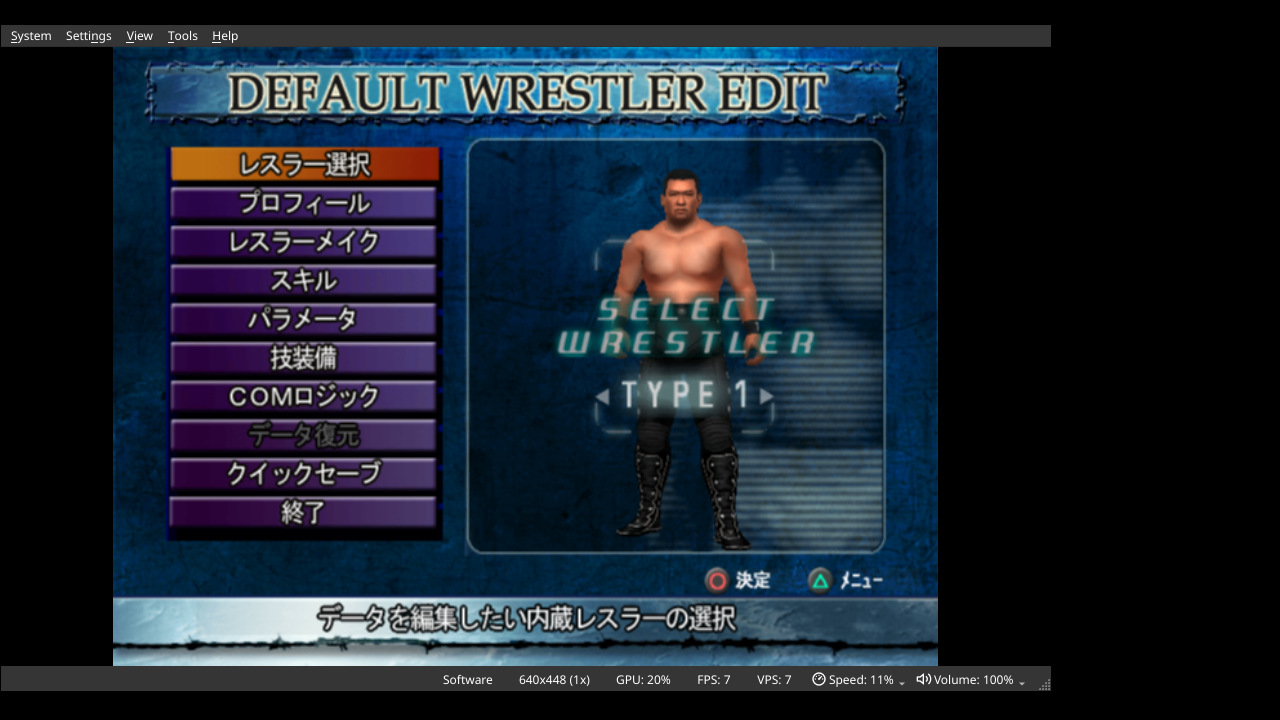 System Settings View Tools Help
DEFAULT WRESTLER EDIT
レスラー選択
プロフィール
レスラーメイク
スキル
パラメータ
技装備
COMロジック
データ復元
クイックセーブ
終了
SELECT
WRESTLER
TYPE 1
決定 メニュー
データを編集したい内蔵レスラーの選択
Software 640x448 (1x) GPU: 20% FPS: 7 VPS: 7 Speed: 11% Volume: 100%